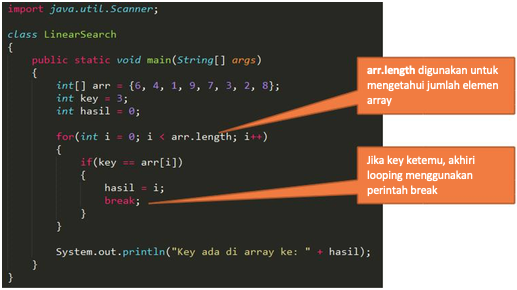 import java.util.Scanner;
class LinearSearch
{
public static void main(String[] args)
{
int[] arr = {6, 4, 1, 9, 7, 3, 2, 8};
int key = 3;
int hasil = 0;
for(int i = 0; i < arr.length; i++)
{
if(key == arr[i])
{
hasil = i;
break;
}
}
System.out.println("Key ada di array ke: " + hasil);
}
}
arr.length digunakan untuk
mengetahui jumlah elemen
array
Jika key ketemu, akhiri
looping menggunakan
perintah break